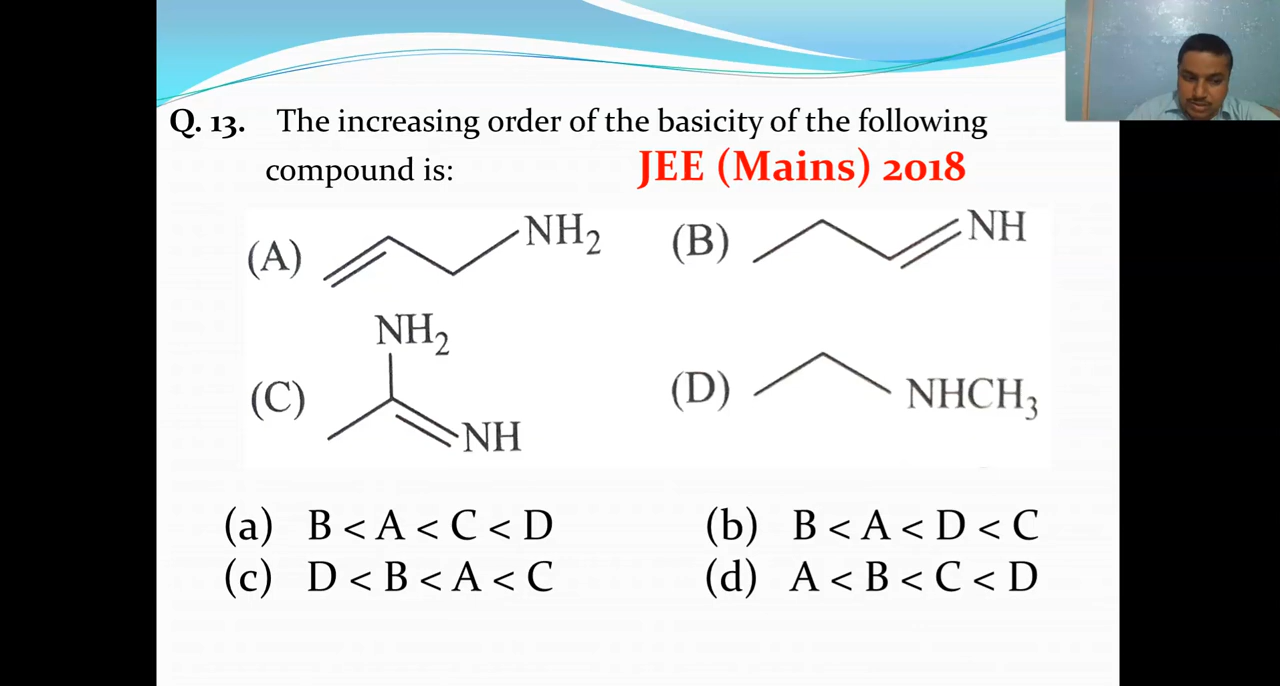 Q. 13. The increasing order of the basicity of the following
compound is: JEE (Mains) 2018
(A) NH2 (B) NH
NH2
(C) NH (D) NHCH3
(a) B < A < C < D (b) B < A < D < C
(c) D < B < A < C (d) A < B < C < D